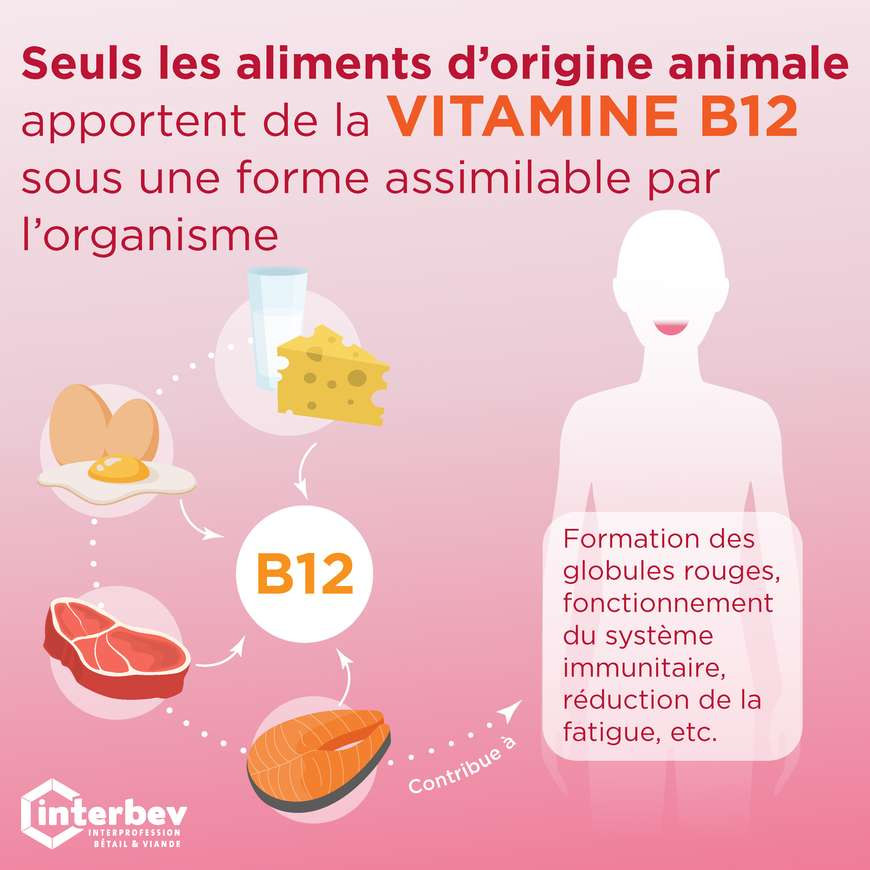 Seuls les aliments d’origine animale
apportent de la VITAMINE B12
sous une forme assimilable par
l’organisme
B12
Formation des
globules rouges,
fonctionnement
du système
immunitaire,
réduction de la
fatigue, etc.
Contribue à
interbev
INTERPROFESSION
BÉTAIL & VIANDE